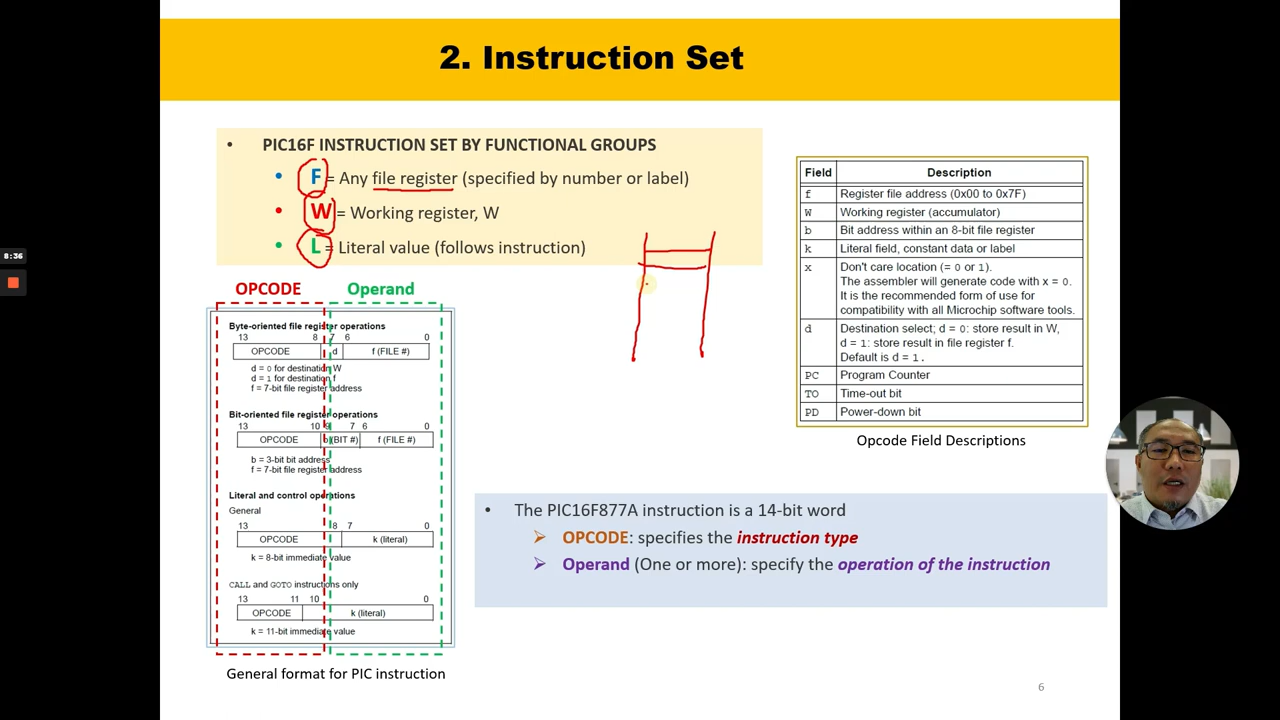 2. Instruction Set
• PIC16F INSTRUCTION SET BY FUNCTIONAL GROUPS
• F = Any file register (specified by number or label)
• W = Working register, W
• L = Literal value (follows instruction)
8:36
OPCODE Operand
Byte-oriented file register operations
13 8 7 6 0
OPCODE d f (FILE #)
d = 0 for destination W
d = 1 for destination f
f = 7-bit file register address
Bit-oriented file register operations
13 10 9 7 6 0
OPCODE b (BIT #) f (FILE #)
b = 3-bit bit address
f = 7-bit file register address
Literal and control operations
General
13 8 7 0
OPCODE k (literal)
k = 8-bit immediate value
CALL and GOTO instructions only
13 11 10 0
OPCODE k (literal)
k = 11-bit immediate value
General format for PIC instruction
Field Description
f Register file address (0x00 to 0x7F)
W Working register (accumulator)
b Bit address within an 8-bit file register
k Literal field, constant data or label
x Don't care location (= 0 or 1).
The assembler will generate code with x = 0.
It is the recommended form of use for
compatibility with all Microchip software tools.
d Destination select; d = 0: store result in W,
d = 1: store result in file register f.
Default is d = 1.
PC Program Counter
TO Time-out bit
PD Power-down bit
Opcode Field Descriptions
• The PIC16F877A instruction is a 14-bit word
➢ OPCODE: specifies the instruction type
➢ Operand (One or more): specify the operation of the instruction
6